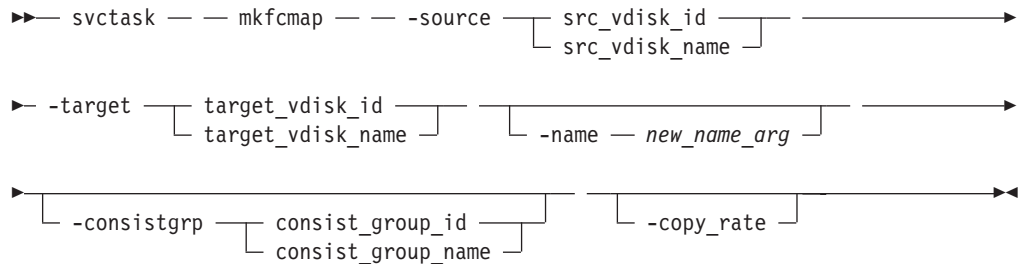 svctask mkfcmap -source src_vdisk_id
src_vdisk_name
-target target_vdisk_id
target_vdisk_name -name new_name_arg
-consistgrp consist_group_id -copy_rate
consist_group_name